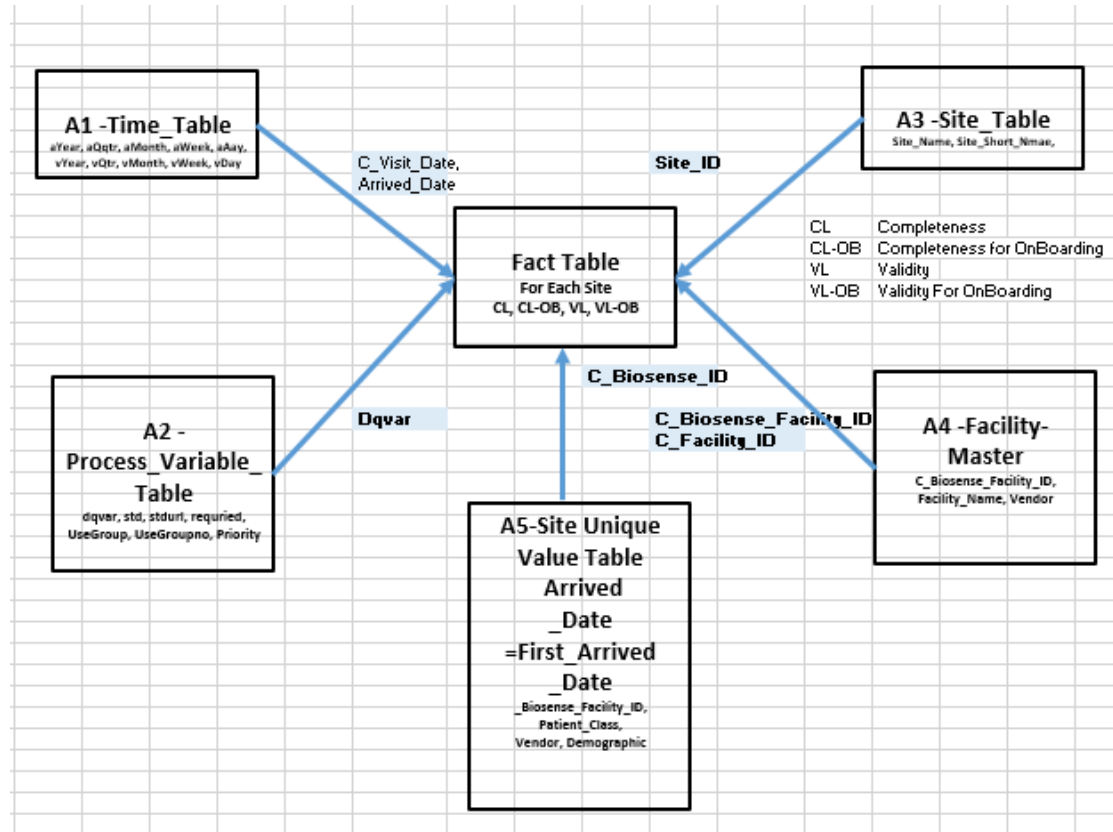 A1 -Time_Table
aYear, aQqtr, aMonth, aWeek, aAay,
vYear, vQtr, vMonth, vWeek, vDay
C_Visit_Date,
Arrived_Date
Site_ID
A3 -Site_Table
Site_Name, Site_Short_Nmae,
Fact Table
For Each Site
CL, CL-OB, VL, VL-OB
CL Completeness
CL-OB Completeness for OnBoarding
VL Validity
VL-OB Validity For OnBoarding
A2 -
Process_Variable_
Table
dqvar, std, stdurl, requried,
UseGroup, UseGroupno, Priority
Dqvar
C_Biosense_ID
C_Biosense_Facility_ID
C_Facility_ID
A4 -Facility-
Master
C_Biosense_Facility_ID,
Facility_Name, Vendor
A5-Site Unique
Value Table
Arrived
_Date
=First_Arrived
_Date
_Biosense_Facility_ID,
Patient_Class,
Vendor, Demographic